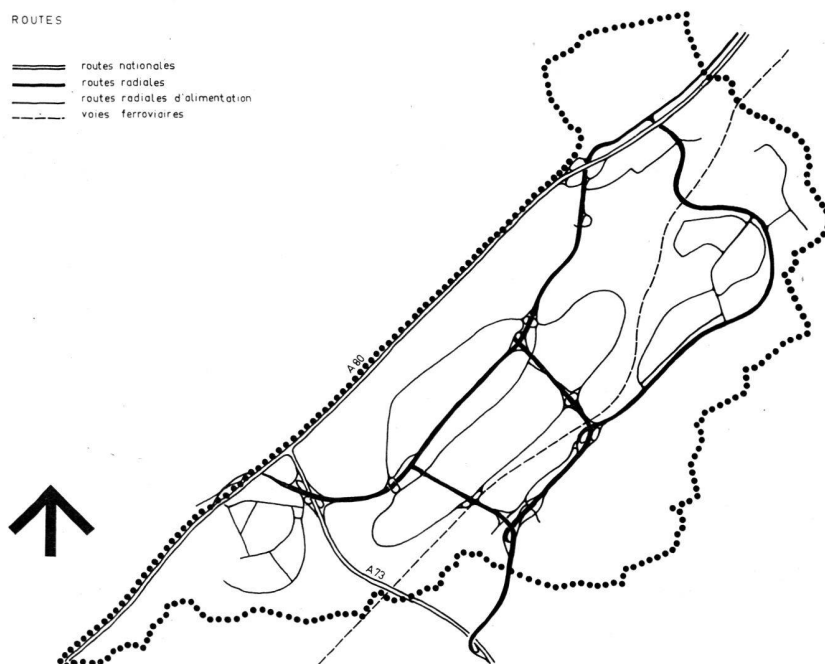 ROUTES
routes nationales
routes radiales
routes radiales d'alimentation
voies ferroviaires
A 80
A 73